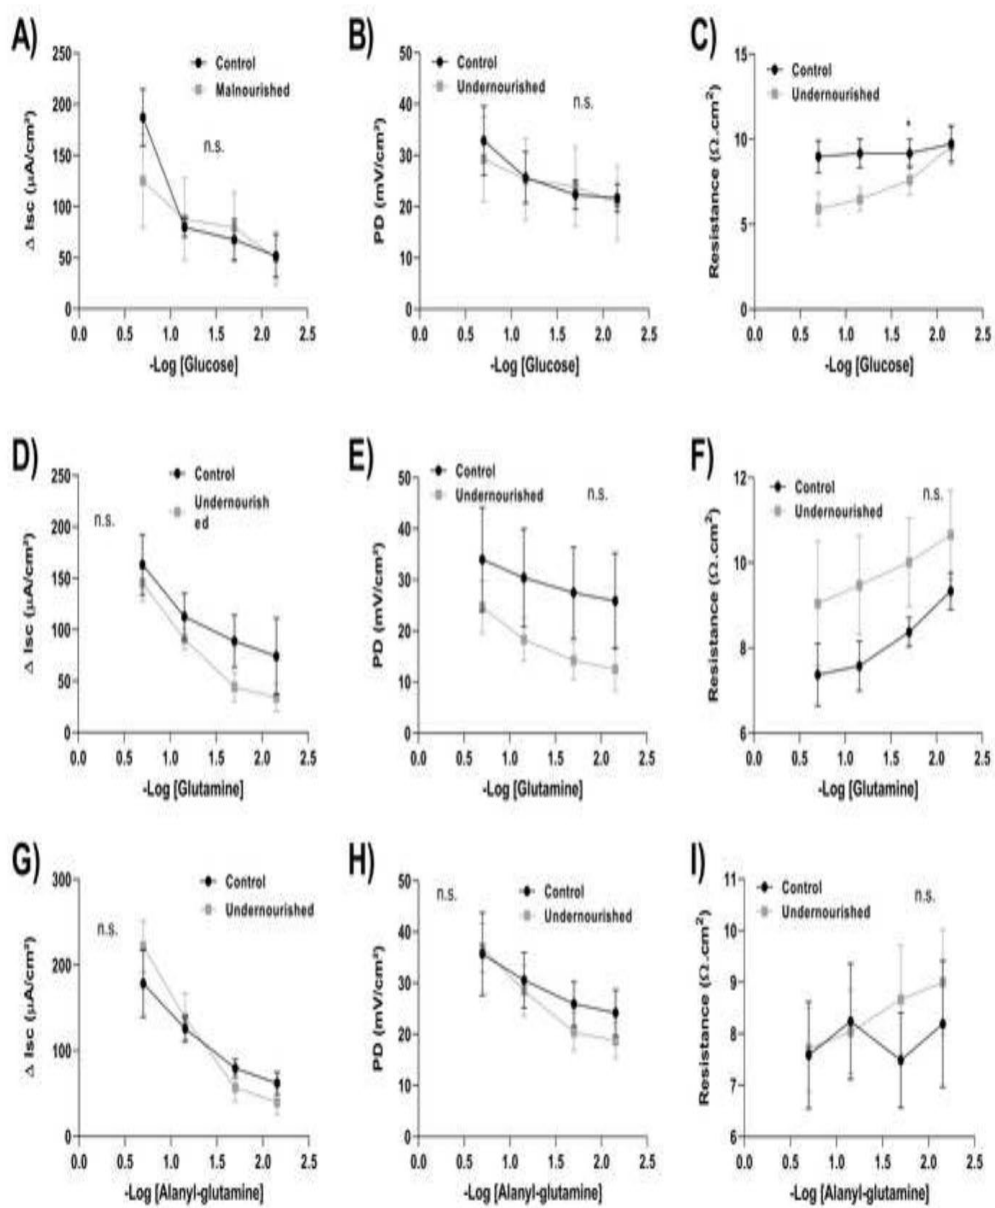 A)
Δ Isc (μA/cm²)
250
200
150
100
50
0
Control
Malnourished
n.s.
0.0 0.5 1.0 1.5 2.0 2.5
-Log [Glucose]
B)
PD (mV/cm²)
50
40
30
20
10
0
Control
Undernourished
n.s.
0.0 0.5 1.0 1.5 2.0 2.5
-Log [Glucose]
C)
Resistance (Ω.cm²)
15
10
5
0
Control
Undernourished
*
0.0 0.5 1.0 1.5 2.0 2.5
-Log [Glucose]
D)
Δ Isc (μA/cm²)
250
200
150
100
50
0
Control
Undernourish
ed
n.s.
0.0 0.5 1.0 1.5 2.0 2.5
-Log [Glutamine]
E)
PD (mV/cm²)
50
40
30
20
10
0
Control
Undernourished
n.s.
0.0 0.5 1.0 1.5 2.0 2.5
-Log [Glutamine]
F)
Resistance (Ω.cm²)
12
10
8
6
Control
Undernourished
n.s.
0.0 0.5 1.0 1.5 2.0 2.5
-Log [Glutamine]
G)
Δ Isc (μA/cm²)
300
200
100
0
Control
Undernourished
n.s.
0.0 0.5 1.0 1.5 2.0 2.5
-Log [Alanyl-glutamine]
H)
PD (mV/cm²)
50
40
30
20
10
0
Control
Undernourished
n.s.
0.0 0.5 1.0 1.5 2.0 2.5
-Log [Alanyl-glutamine]
I)
Resistance (Ω.cm²)
11
10
9
8
7
6
Control
Undernourished
n.s.
0.0 0.5 1.0 1.5 2.0 2.5
-Log [Alanyl-glutamine]